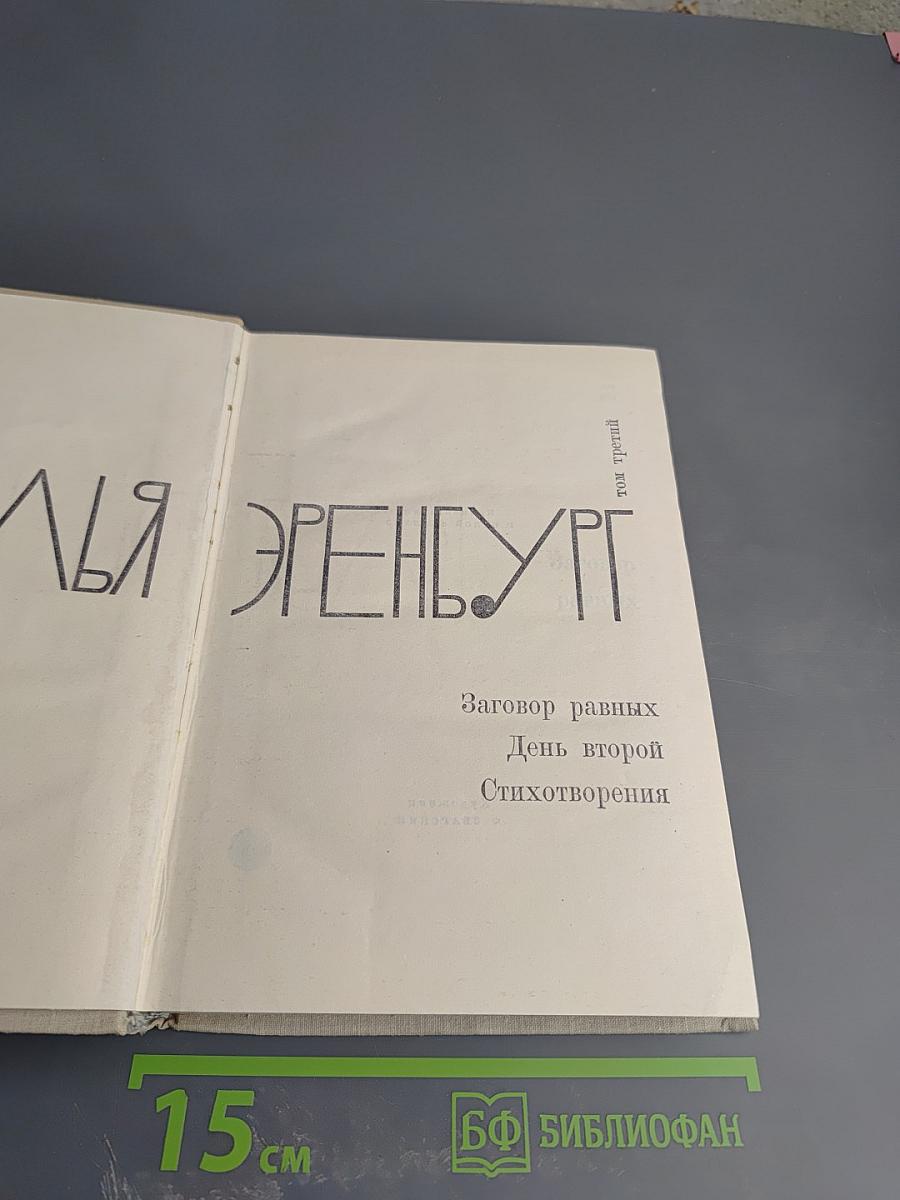 том третий
ЛЬЯ ЭРЕНБУРГ
Заговор равных
День второй
Стихотворения
15 см
БФ БИБЛИОФАН